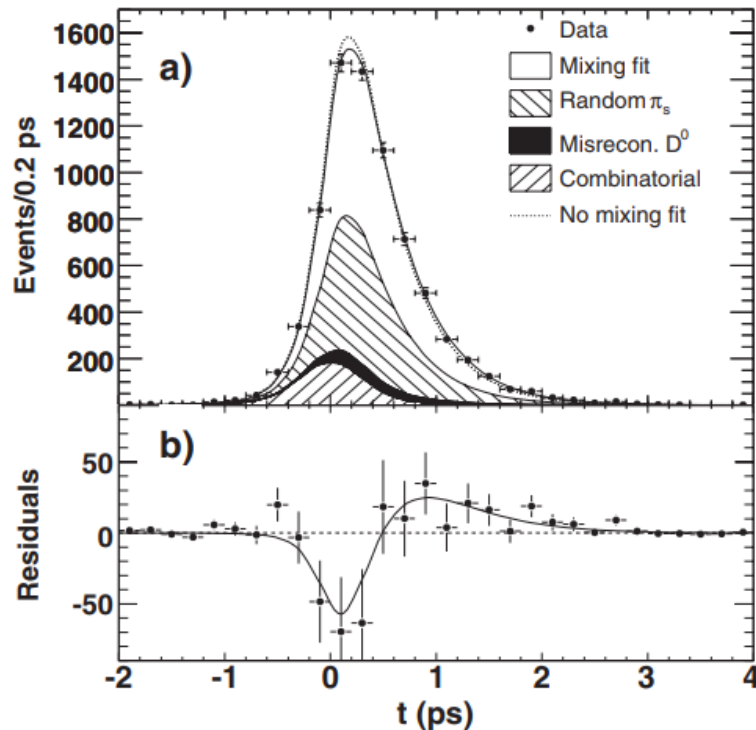 1600
1400
1200
1000
800
600
400
200
Events/0.2 ps
a)
Data
Mixing fit
Random πs
Misrecon. D0
Combinatorial
No mixing fit
50
0
-50
Residuals
b)
-2 -1 0 1 2 3 4
t (ps)